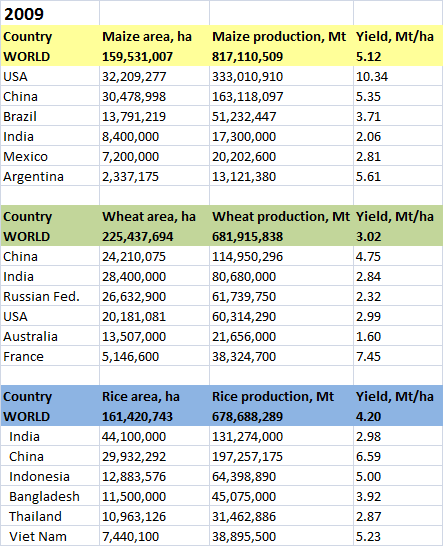 2009
Country Maize area, ha Maize production, Mt Yield, Mt/ha
WORLD 159,531,007 817,110,509 5.12
USA 32,209,277 333,010,910 10.34
China 30,478,998 163,118,097 5.35
Brazil 13,791,219 51,232,447 3.71
India 8,400,000 17,300,000 2.06
Mexico 7,200,000 20,202,600 2.81
Argentina 2,337,175 13,121,380 5.61
Country Wheat area, ha Wheat production, Mt Yield, Mt/ha
WORLD 225,437,694 681,915,838 3.02
China 24,210,075 114,950,296 4.75
India 28,400,000 80,680,000 2.84
Russian Fed. 26,632,900 61,739,750 2.32
USA 20,181,081 60,314,290 2.99
Australia 13,507,000 21,656,000 1.60
France 5,146,600 38,324,700 7.45
Country Rice area, ha Rice production, Mt Yield, Mt/ha
WORLD 161,420,743 678,688,289 4.20
India 44,100,000 131,274,000 2.98
China 29,932,292 197,257,175 6.59
Indonesia 12,883,576 64,398,890 5.00
Bangladesh 11,500,000 45,075,000 3.92
Thailand 10,963,126 31,462,886 2.87
Viet Nam 7,440,100 38,895,500 5.23